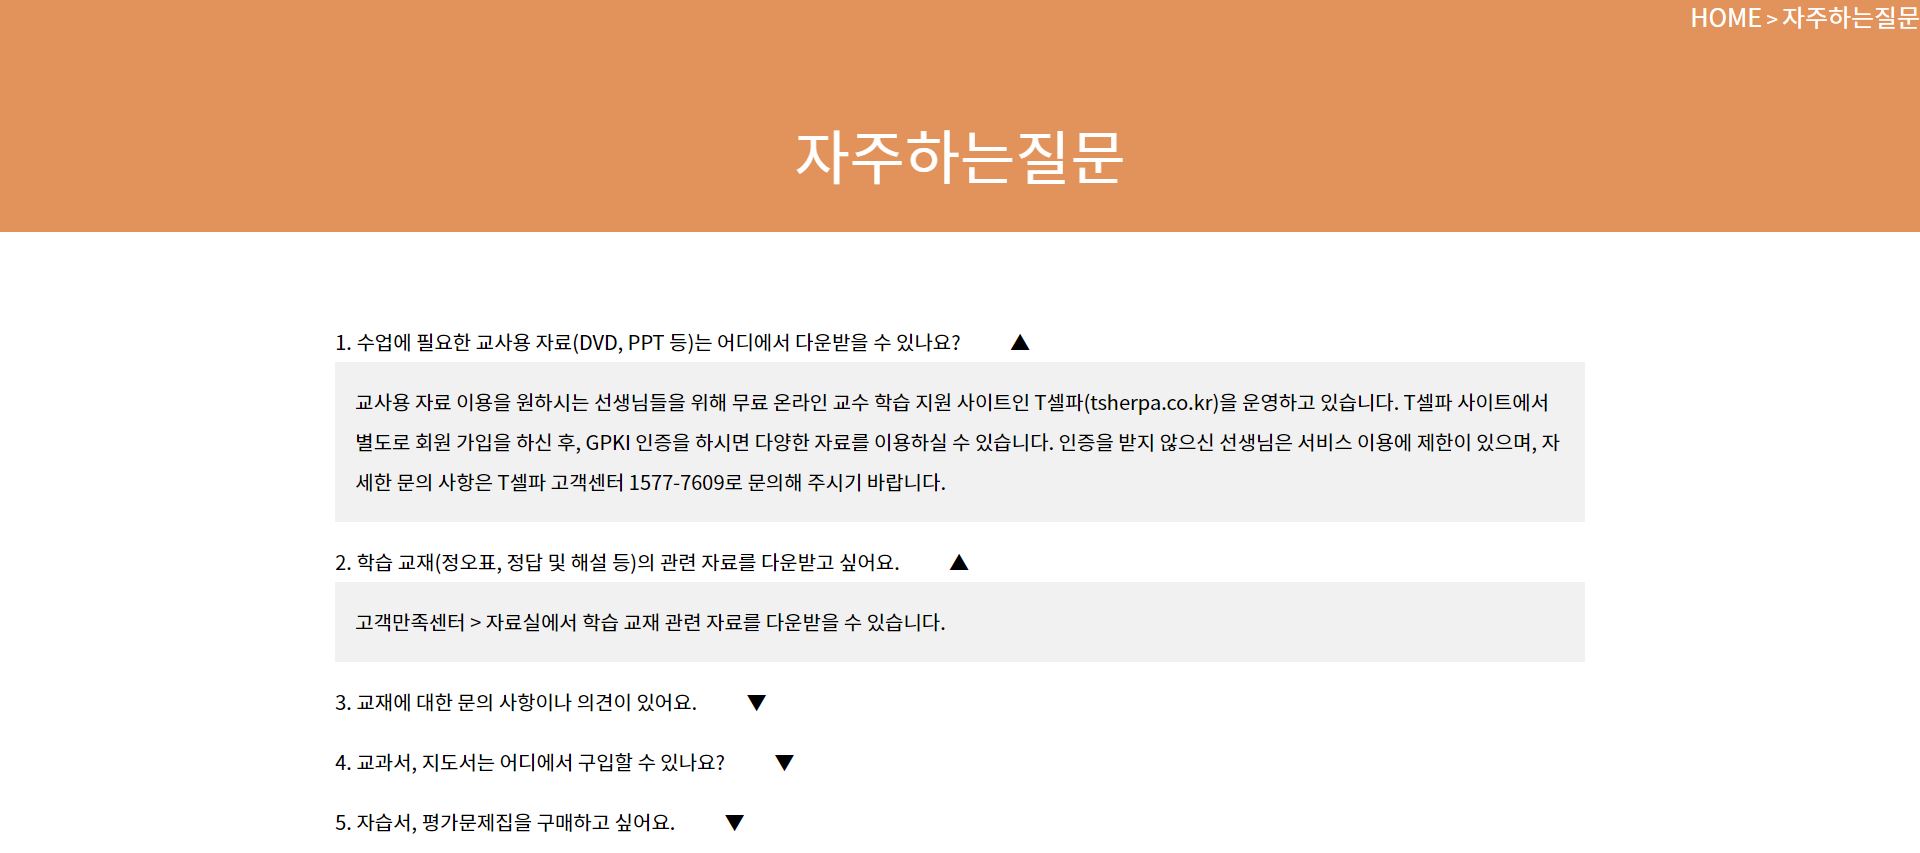 HOME > 자주하는질문
자주하는질문
1. 수업에 필요한 교사용 자료(DVD, PPT 등)는 어디에서 다운받을 수 있나요? ▲
교사용 자료 이용을 원하시는 선생님들을 위해 무료 온라인 교수 학습 지원 사이트인 T셀파(tsherpa.co.kr)을 운영하고 있습니다. T셀파 사이트에서
별도로 회원 가입을 하신 후, GPKI 인증을 하시면 다양한 자료를 이용하실 수 있습니다. 인증을 받지 않으신 선생님은 서비스 이용에 제한이 있으며, 자
세한 문의 사항은 T셀파 고객센터 1577-7609로 문의해 주시기 바랍니다.
2. 학습 교재(정오표, 정답 및 해설 등)의 관련 자료를 다운받고 싶어요. ▲
고객만족센터 > 자료실에서 학습 교재 관련 자료를 다운받을 수 있습니다.
3. 교재에 대한 문의 사항이나 의견이 있어요. ▼
4. 교과서, 지도서는 어디에서 구입할 수 있나요? ▼
5. 자습서, 평가문제집을 구매하고 싶어요. ▼